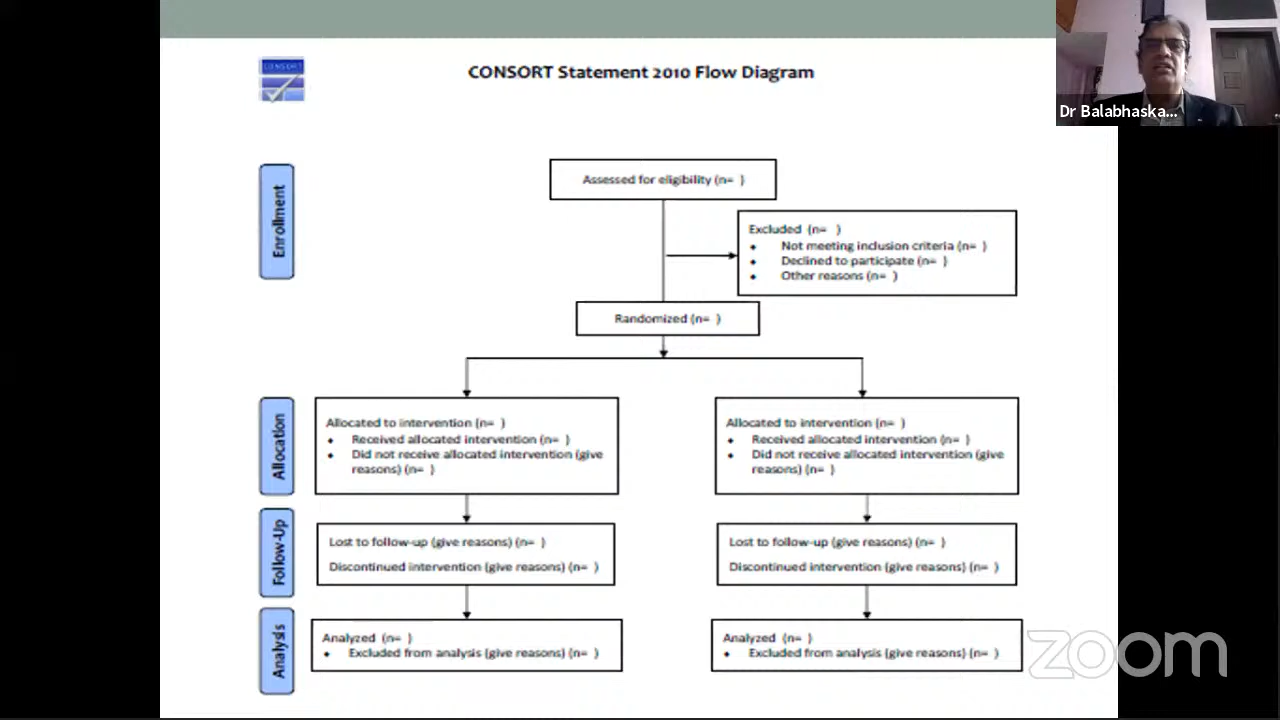 CONSORT
CONSORT Statement 2010 Flow Diagram
Dr Balabhaska...
Enrollment
Assessed for eligibility (n= )
Excluded (n= )
• Not meeting inclusion criteria (n= )
• Declined to participate (n= )
• Other reasons (n= )
Randomized (n= )
Allocation
Allocated to intervention (n= )
• Received allocated intervention (n= )
• Did not receive allocated intervention (give
reasons) (n= )
Allocated to intervention (n= )
• Received allocated intervention (n= )
• Did not receive allocated intervention (give
reasons) (n= )
Follow-Up
Lost to follow-up (give reasons) (n= )
Discontinued intervention (give reasons) (n= )
Lost to follow-up (give reasons) (n= )
Discontinued intervention (give reasons) (n= )
Analysis
Analyzed (n= )
• Excluded from analysis (give reasons) (n= )
Analyzed (n= )
• Excluded from analysis (give reasons) (n= )
zoom